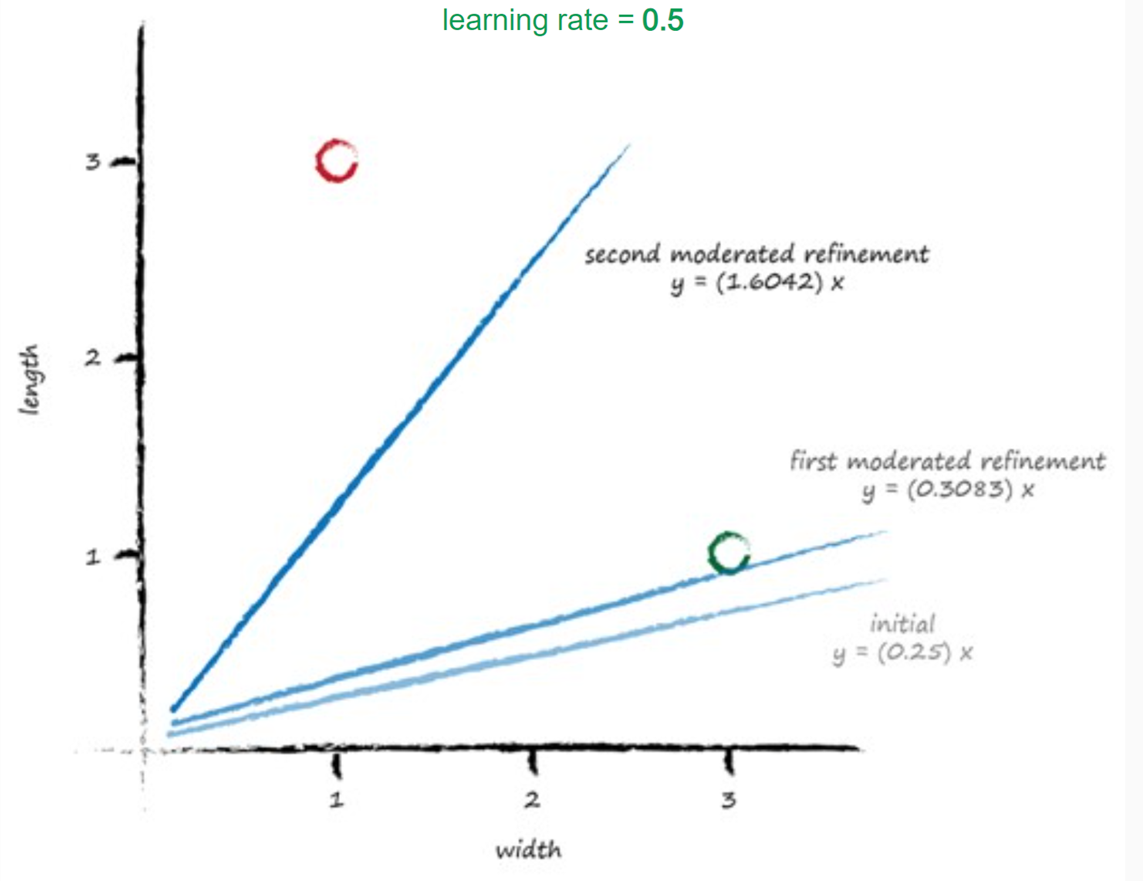 learning rate = 0.5
3
second moderated refinement
y = (1.6042) x
2
length
first moderated refinement
y = (0.3083) x
1
initial
y = (0.25) x
1
2
3
width